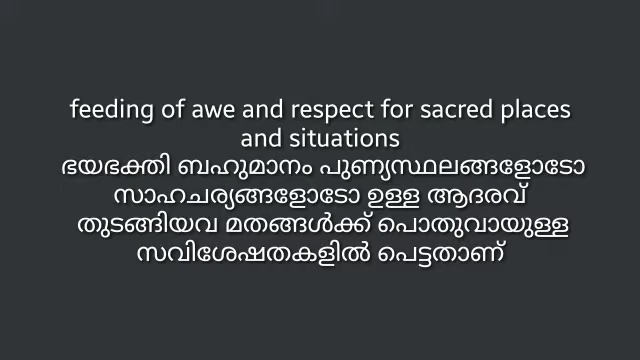 feeding of awe and respect for sacred places
and situations
ഭയഭക്തി ബഹുമാനം പുണ്യസ്ഥലങ്ങളോടോ
സാഹചര്യങ്ങളോടോ ഉള്ള ആദരവ്
തുടങ്ങിയവ മതങ്ങൾക്ക് പൊതുവായുള്ള
സവിശേഷതകളിൽ പെട്ടതാണ്